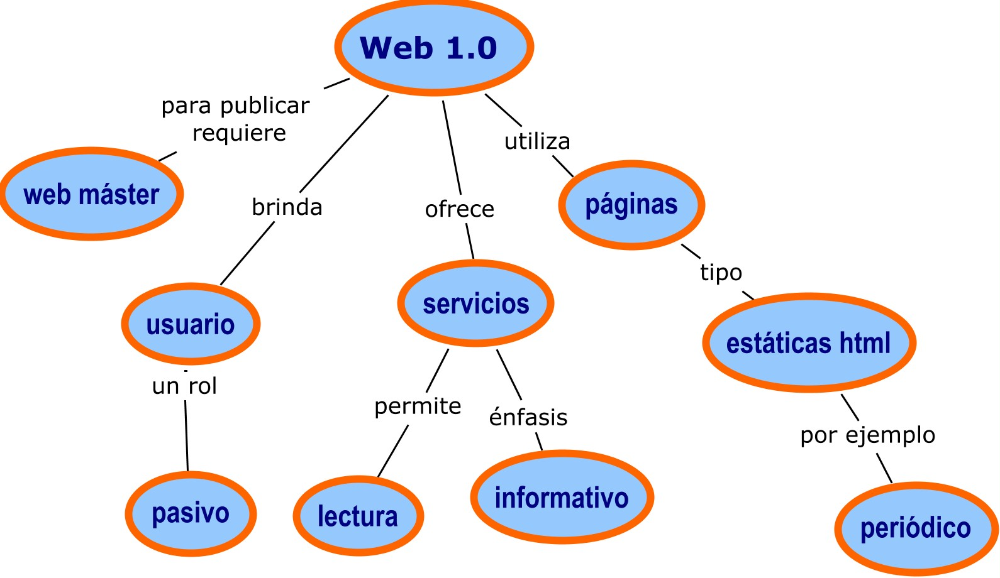 Web 1.0
para publicar
requiere
utiliza
web máster
brinda
ofrece
páginas
tipo
usuario
servicios
estáticas html
un rol
permite
énfasis
por ejemplo
pasivo
lectura
informativo
periódico